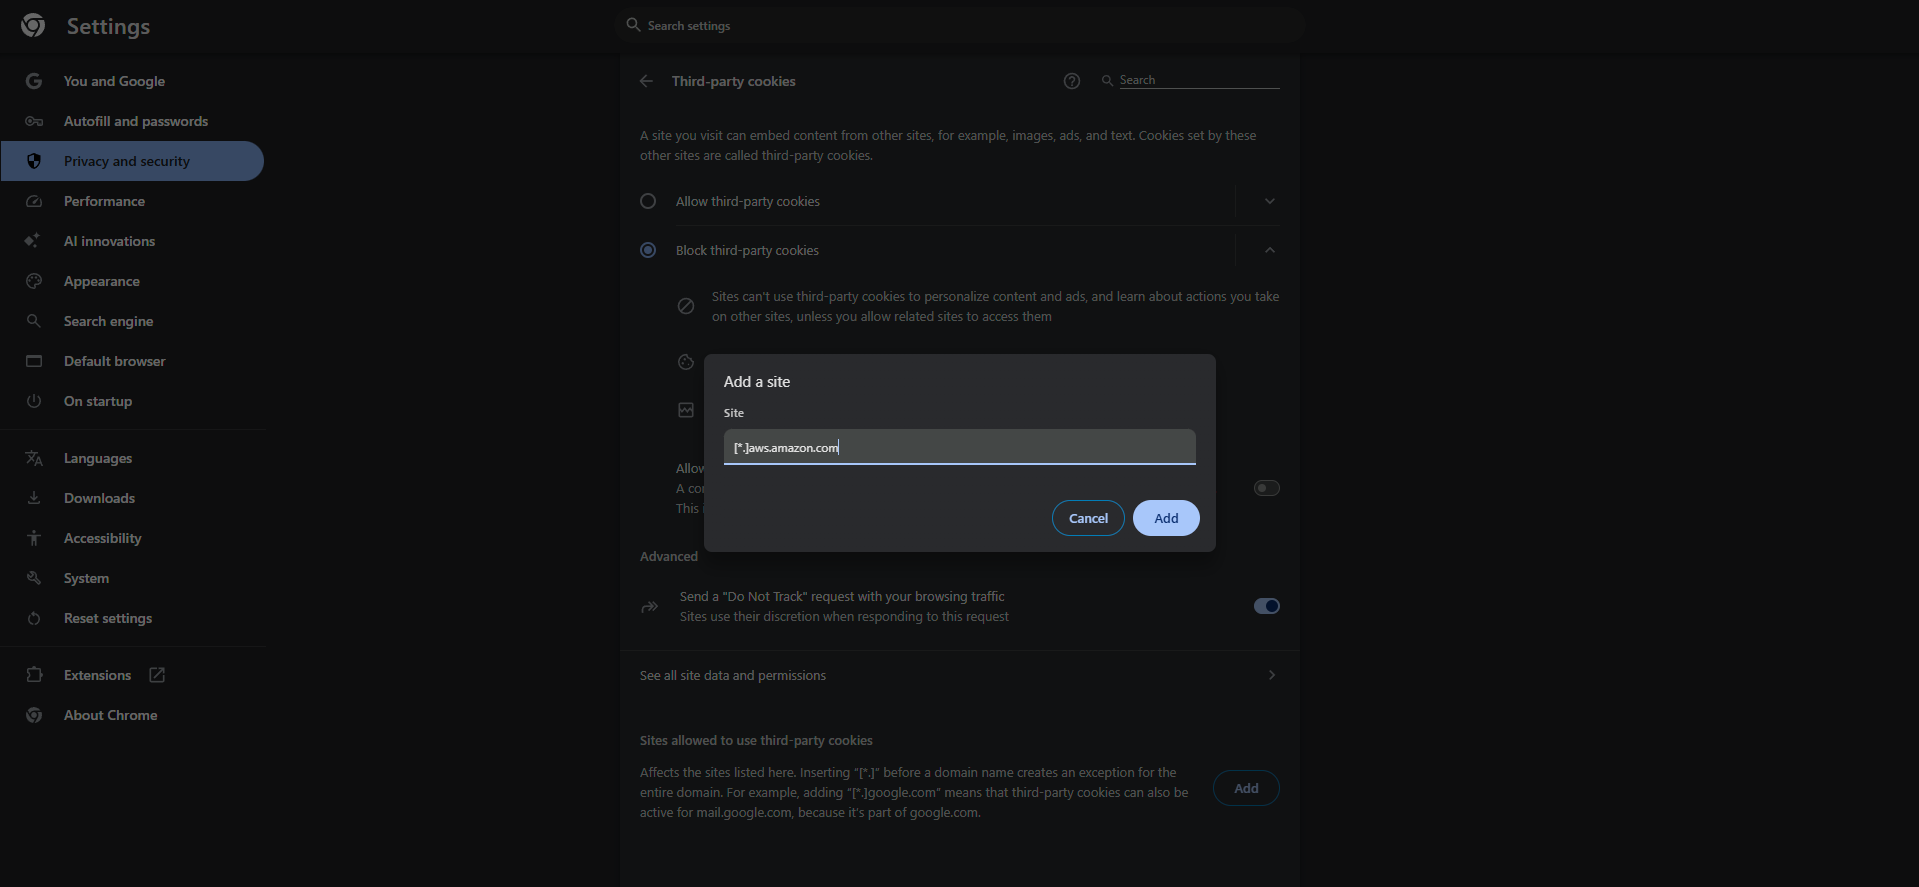 Settings
Search settings
You and Google
Autofill and passwords
Privacy and security
Performance
AI innovations
Appearance
Search engine
Default browser
On startup
Languages
Downloads
Accessibility
System
Reset settings
Extensions
About Chrome
Third-party cookies
Search
A site you visit can embed content from other sites, for example, images, ads, and text. Cookies set by these
other sites are called third-party cookies.
Allow third-party cookies
Block third-party cookies
Sites can't use third-party cookies to personalize content and ads, and learn about actions you take
on other sites, unless you allow related sites to access them
Add a site
Site
[*.]aws.amazon.com
Cancel
Add
Allow
A
This
Advanced
Send a "Do Not Track" request with your browsing traffic
Sites use their discretion when responding to this request
See all site data and permissions
Sites allowed to use third-party cookies
Affects the sites listed here. Inserting "[*.]" before a domain name creates an exception for the
entire domain. For example, adding "[*.]google.com" means that third-party cookies can also be
active for mail.google.com, because it's part of google.com.
Add